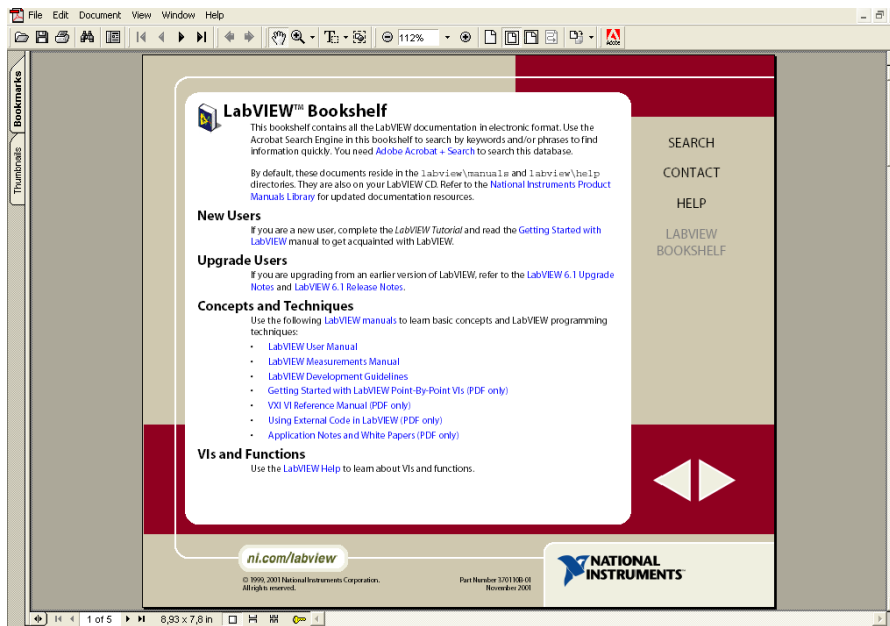 File Edit Document View Window Help
112%
Bookmarks
Thumbnails
LabVIEW™ Bookshelf
This bookshelf contains all the LabVIEW documentation in electronic format. Use the
Acrobat Search Engine in this bookshelf to search by keywords and/or phrases to find
information quickly. You need Adobe Acrobat + Search to search this database.
By default, these documents reside in the labview\manuals and labview\help
directories. They are also on your LabVIEW CD. Refer to the National Instruments Product
Manuals Library for updated documentation resources.
New Users
If you are a new user, complete the LabVIEW Tutorial and read the Getting Started with
LabVIEW manual to get acquainted with LabVIEW.
Upgrade Users
If you are upgrading from an earlier version of LabVIEW, refer to the LabVIEW 6.1 Upgrade
Notes and LabVIEW 6.1 Release Notes.
Concepts and Techniques
Use the following LabVIEW manuals to learn basic concepts and LabVIEW programming
techniques:
• LabVIEW User Manual
• LabVIEW Measurements Manual
• LabVIEW Development Guidelines
• Getting Started with LabVIEW Point-By-Point VIs (PDF only)
• VXI VI Reference Manual (PDF only)
• Using External Code in LabVIEW (PDF only)
• Application Notes and White Papers (PDF only)
VIs and Functions
Use the LabVIEW Help to learn about VIs and functions.
SEARCH
CONTACT
HELP
LABVIEW
BOOKSHELF
ni.com/labview
© 1999, 2001 National Instruments Corporation.
All rights reserved.
Part Number 370110B-01
November 2001
NATIONAL
INSTRUMENTS
1 of 5
8,93 x 7,8 in